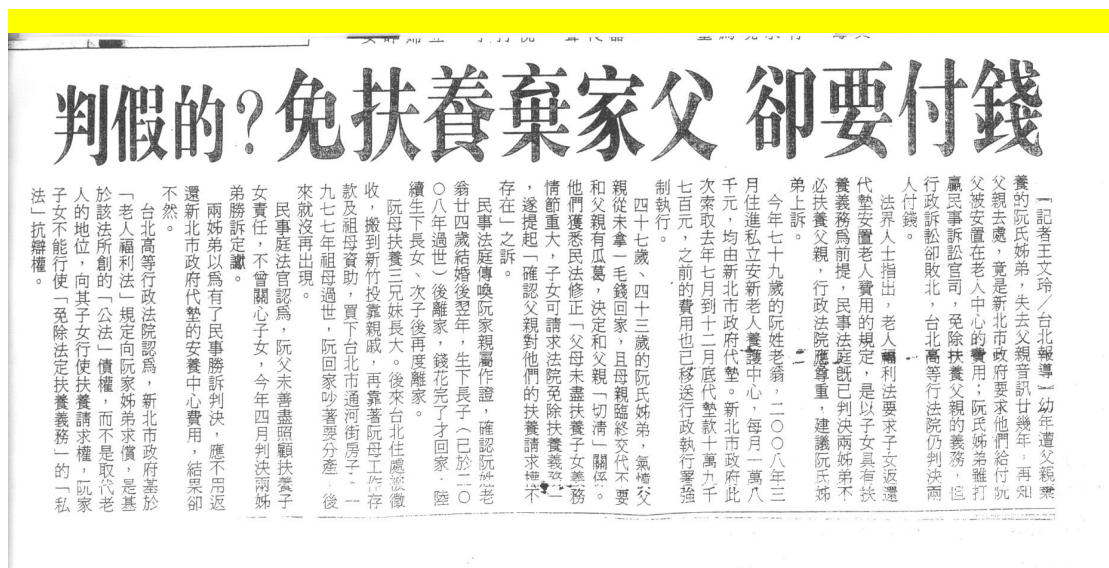 判假的？免扶養棄家父 卻要付錢
〔記者王文玲／台北報導〕幼年遭父親棄
養的阮氏姊弟，失去父親音訊廿幾年，再知
父親去處，竟是新北市政府要求他們給付阮
父被安置在老人中心的費用；阮氏姊弟雖打
贏民事訴訟官司，免除扶養父親的義務，但
行政訴訟卻敗北，台北高等行法院仍判決兩
人付錢。
法界人士指出，老人福利法要求子女返還
代墊安置老人費用的規定，是以子女具有扶
養義務為前提，民事法庭既已判決兩姊弟不
必扶養父親，行政法院應尊重，建議阮氏姊
弟上訴。
今年七十九歲的阮姓老翁，二○○八年三
月住進私立安新老人養護中心，每月一萬八
千元，均由新北市政府代墊。新北市政府此
次索取去年七月到十二月底代墊款十萬九千
七百元，之前的費用也已移送行政執行署強
制執行。
四十七歲、四十三歲的阮氏姊弟，氣憤父
親從未拿一毛錢回家，且母親臨終交代不要
和父親有瓜葛，決定和父親「切清」關係。
他們獲悉民法修正「父母未盡扶養子女義務
情節重大，子女可請求法院免除扶養義務」
，遂提起「確認父親對他們的扶養請求權不
存在」之訴。
民事法庭傳喚阮家親屬作證，確認阮姓老
翁廿四歲結婚後翌年，生下長子（已於二○
○八年過世）後離家，錢花完了才回家，陸
續生下長女、次子後再度離家。
阮母扶養三兄妹長大。後來台北住處被徵
收，搬到新竹投靠親戚，再靠著阮母工作存
款及祖母資助，買下台北市通河街房子。一
九七七年祖母過世，阮回家吵著要分產，後
來就沒再出現。
民事庭法官認為，阮父未善盡照顧扶養子
女責任，不曾關心子女，今年四月判決兩姊
弟勝訴定讞。
兩姊弟以為有了民事勝訴判決，應不用返
還新北市政府代墊的安養中心費用，結果卻
不然。
台北高等行政法院認為，新北市政府基於
「老人福利法」規定向阮家姊弟求償，是基
於該法所創的「公法」債權，而不是取代老
人的地位，向其子女行使扶養請求權，阮家
子女不能行使「免除法定扶養義務」的「私
法」抗辯權。